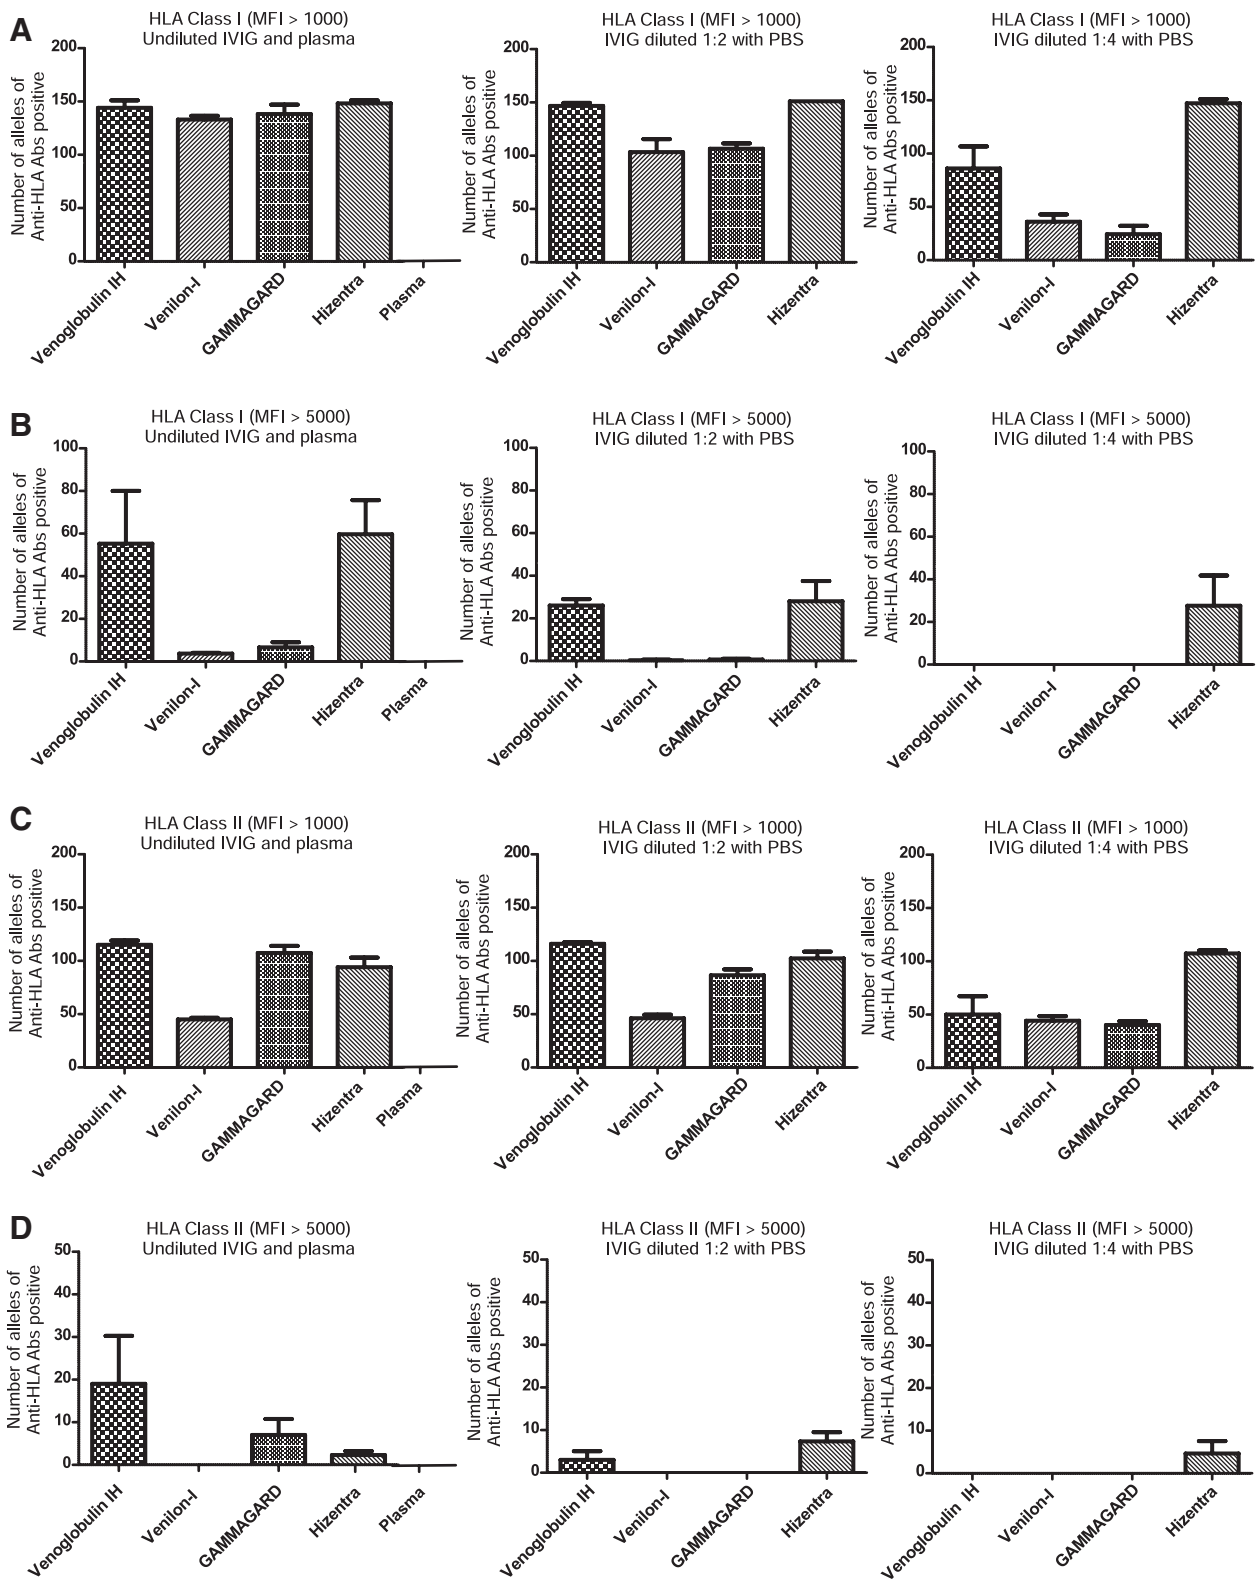 A
HLA Class I (MFI > 1000)
Undiluted IVIG and plasma
Number of alleles of
Anti-HLA Abs positive
200
150
100
50
0
Venoglobulin IH
Venilon-I
GAMMAGARD
Hizentra
Plasma
HLA Class I (MFI > 1000)
IVIG diluted 1:2 with PBS
Number of alleles of
Anti-HLA Abs positive
200
150
100
50
0
Venoglobulin IH
Venilon-I
GAMMAGARD
Hizentra
HLA Class I (MFI > 1000)
IVIG diluted 1:4 with PBS
Number of alleles of
Anti-HLA Abs positive
200
150
100
50
0
Venoglobulin IH
Venilon-I
GAMMAGARD
Hizentra
B
HLA Class I (MFI > 5000)
Undiluted IVIG and plasma
Number of alleles of
Anti-HLA Abs positive
100
80
60
40
20
0
Venoglobulin IH
Venilon-I
GAMMAGARD
Hizentra
Plasma
HLA Class I (MFI > 5000)
IVIG diluted 1:2 with PBS
Number of alleles of
Anti-HLA Abs positive
100
80
60
40
20
0
Venoglobulin IH
Venilon-I
GAMMAGARD
Hizentra
HLA Class I (MFI > 5000)
IVIG diluted 1:4 with PBS
Number of alleles of
Anti-HLA Abs positive
100
80
60
40
20
0
Venoglobulin IH
Venilon-I
GAMMAGARD
Hizentra
C
HLA Class II (MFI > 1000)
Undiluted IVIG and plasma
Number of alleles of
Anti-HLA Abs positive
200
150
100
50
0
Venoglobulin IH
Venilon-I
GAMMAGARD
Hizentra
Plasma
HLA Class II (MFI > 1000)
IVIG diluted 1:2 with PBS
Number of alleles of
Anti-HLA Abs positive
200
150
100
50
0
Venoglobulin IH
Venilon-I
GAMMAGARD
Hizentra
HLA Class II (MFI > 1000)
IVIG diluted 1:4 with PBS
Number of alleles of
Anti-HLA Abs positive
200
150
100
50
0
Venoglobulin IH
Venilon-I
GAMMAGARD
Hizentra
D
HLA Class II (MFI > 5000)
Undiluted IVIG and plasma
Number of alleles of
Anti-HLA Abs positive
50
40
30
20
10
0
Venoglobulin IH
Venilon-I
GAMMAGARD
Hizentra
Plasma
HLA Class II (MFI > 5000)
IVIG diluted 1:2 with PBS
Number of alleles of
Anti-HLA Abs positive
50
40
30
20
10
0
Venoglobulin IH
Venilon-I
GAMMAGARD
Hizentra
HLA Class II (MFI > 5000)
IVIG diluted 1:4 with PBS
Number of alleles of
Anti-HLA Abs positive
50
40
30
20
10
0
Venoglobulin IH
Venilon-I
GAMMAGARD
Hizentra